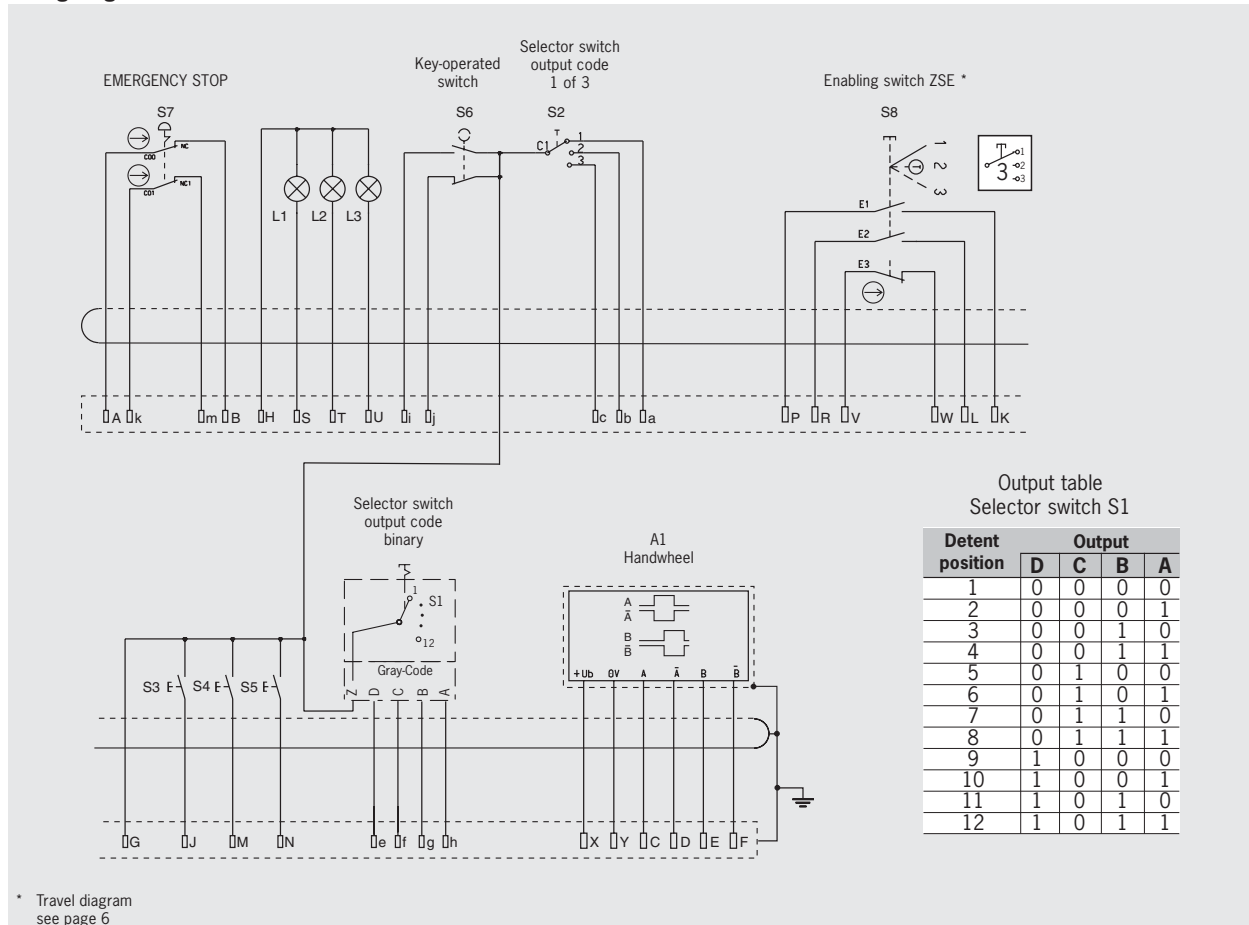 EMERGENCY STOP
S7
C00
NC
C01
NC1
L1 L2 L3
Key-operated
switch
S6
Selector switch
output code
1 of 3
S2
C1
1
2
3
Enabling switch ZSE *
S8
1
2
3
E1
E2
E3
3
1
2
3
A k m B H S T U i j c b a P R V W L K
Selector switch
output code
binary
1
S1
12
Gray-Code
Z D C B A
S3 E S4 E S5 E
A1
Handwheel
A
A̅
B
B̅
+Ub 0V A A̅ B B̅
G J M N e f g h X Y C D E F
Output table
Selector switch S1
Detent position Output
D C B A
1 0 0 0 0
2 0 0 0 1
3 0 0 1 0
4 0 0 1 1
5 0 1 0 0
6 0 1 0 1
7 0 1 1 0
8 0 1 1 1
9 1 0 0 0
10 1 0 0 1
11 1 0 1 0
12 1 0 1 1
* Travel diagram
see page 6